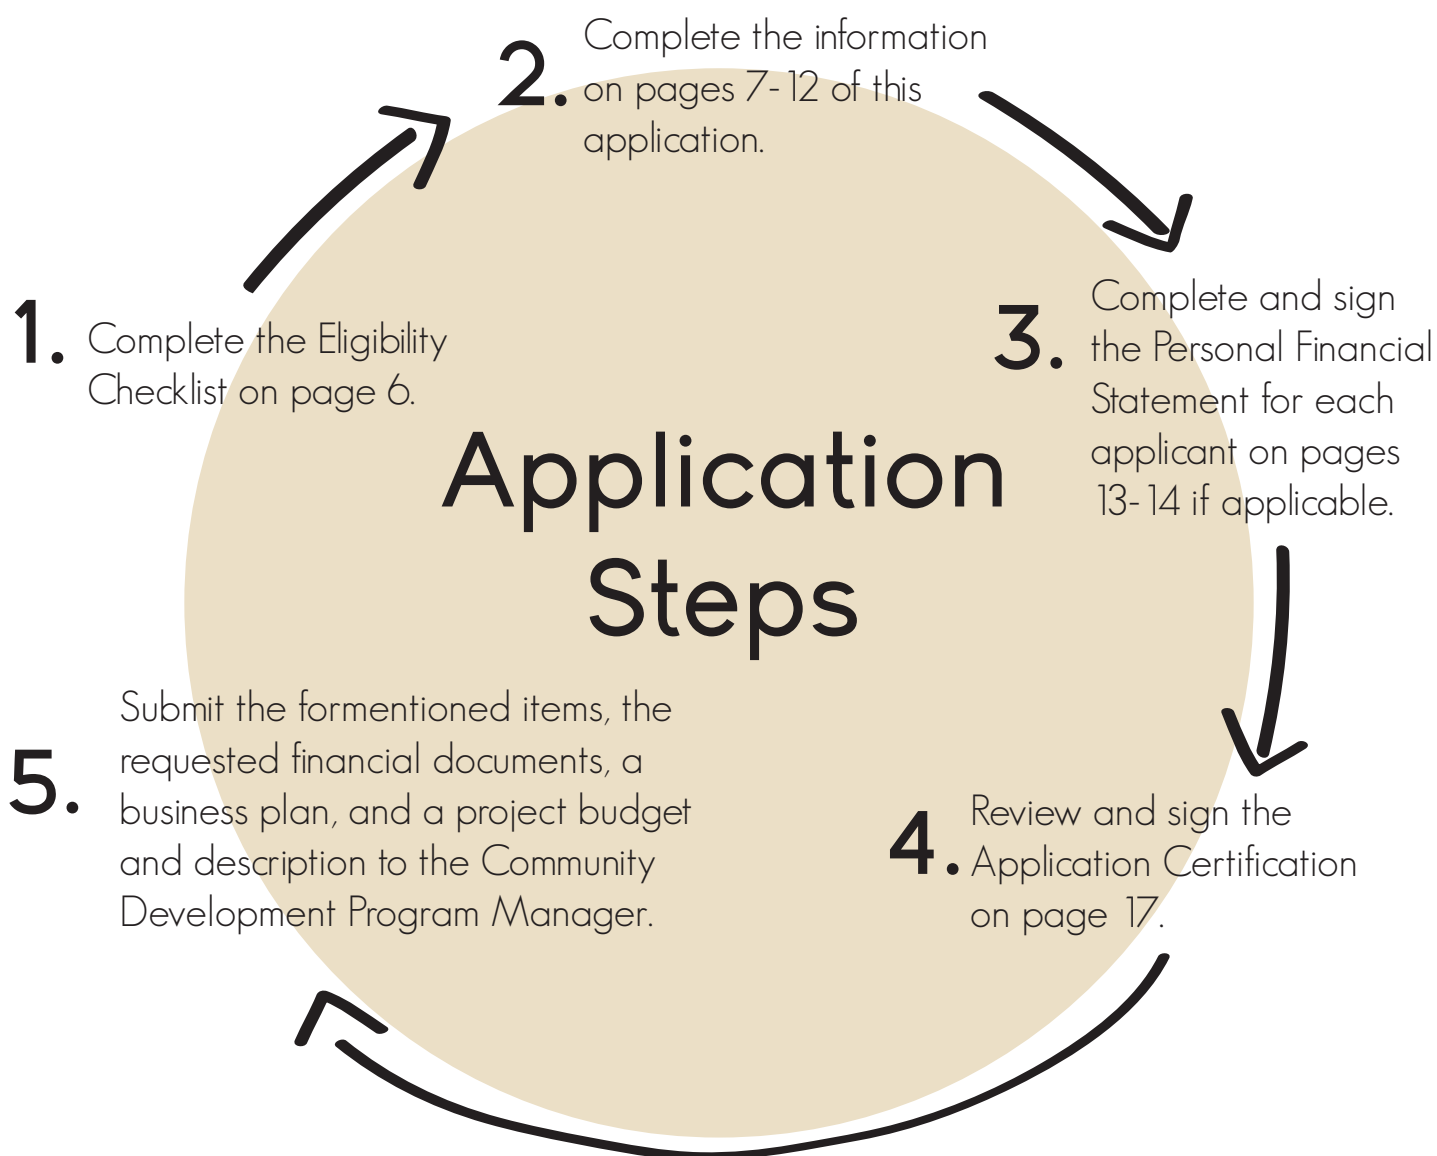 Application
Steps
1. Complete the Eligibility
Checklist on page 6.
2. Complete the information
on pages 7-12 of this
application.
3. Complete and sign
the Personal Financial
Statement for each
applicant on pages
13-14 if applicable.
4. Review and sign the
Application Certification
on page 17.
5. Submit the formentioned items, the
requested financial documents, a
business plan, and a project budget
and description to the Community
Development Program Manager.